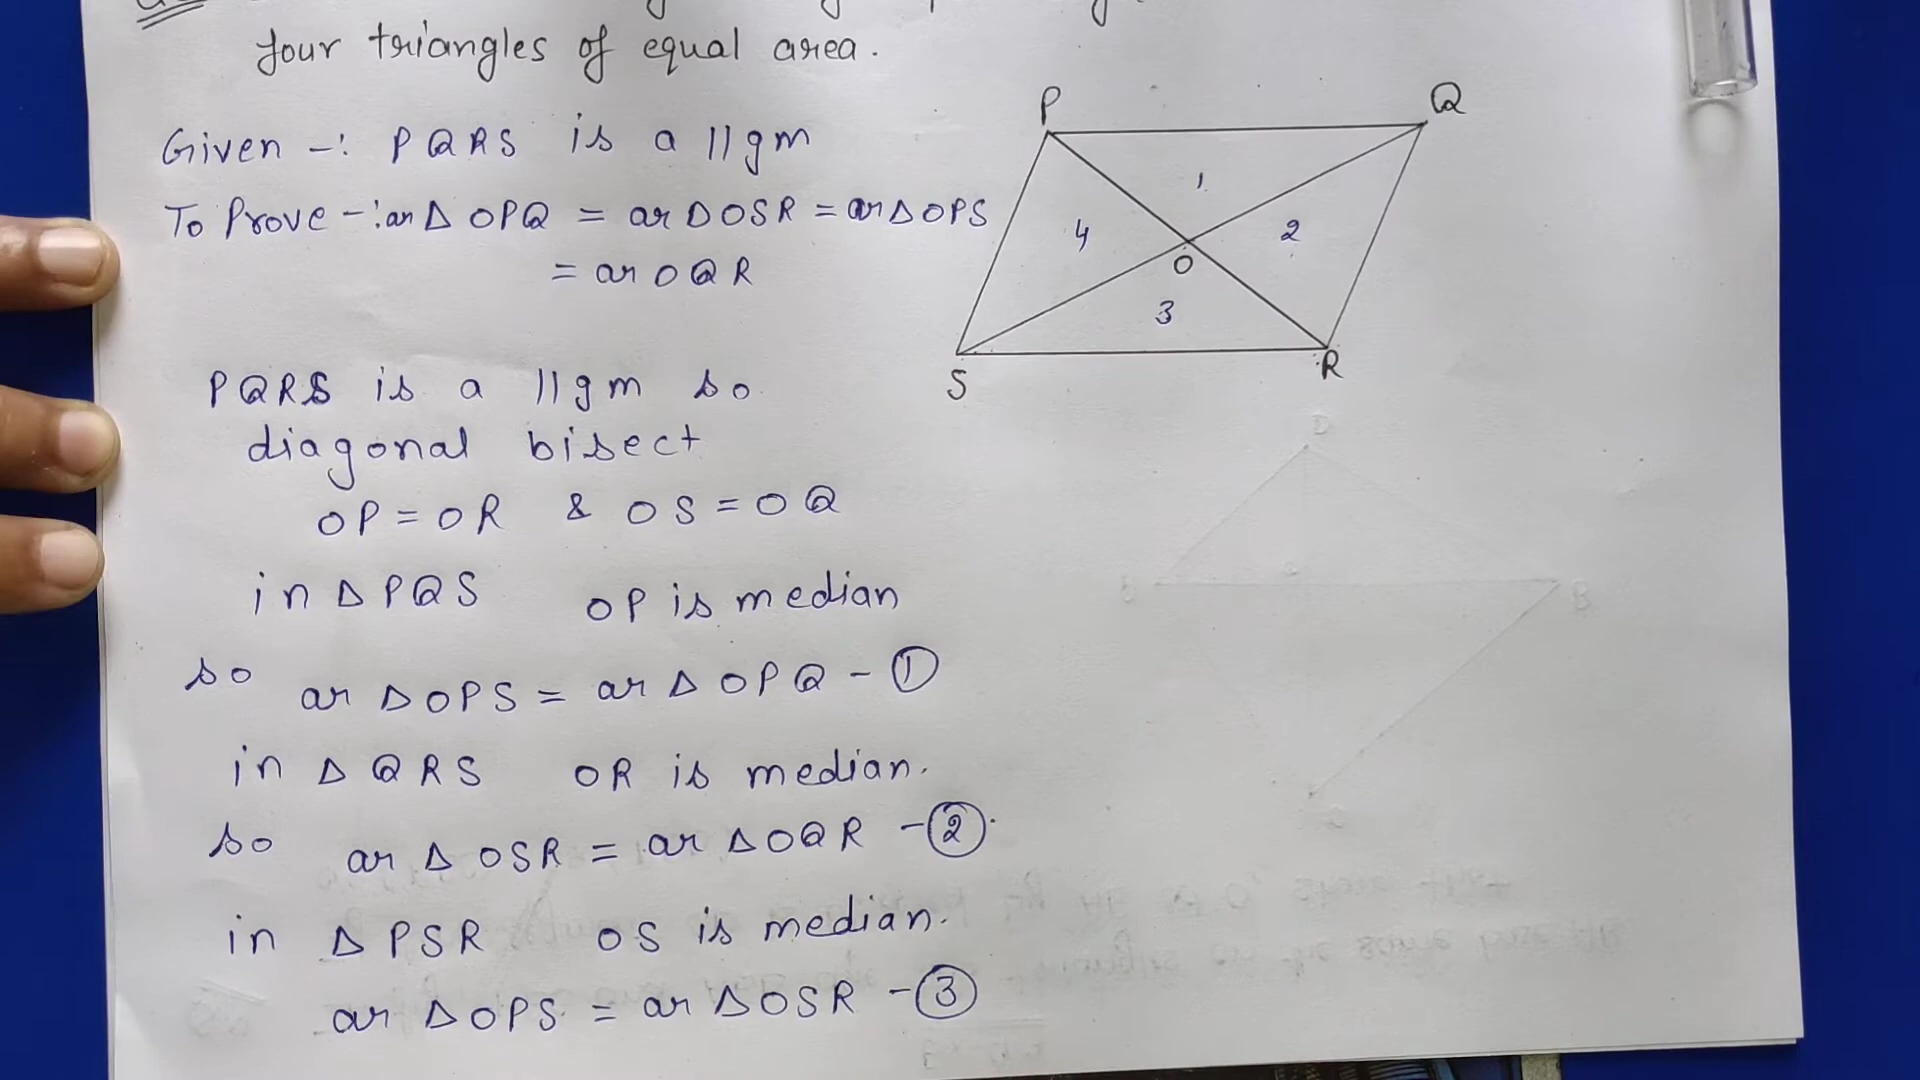 four triangles of equal area.
Given -: PQRS is a ||gm
To Prove -: ar Δ OPQ = ar Δ OSR = ar Δ OPS
= ar OQR
P
Q
1
4
2
O
3
S
R
PQRS is a ||gm so
diagonal bisect
OP = OR & OS = OQ
in Δ PQS OP is median
so ar Δ OPS = ar Δ OPQ - ①
in Δ QRS OR is median.
so ar Δ OSR = ar Δ OQR - ②.
in Δ PSR OS is median.
ar Δ OPS = ar Δ OSR - ③